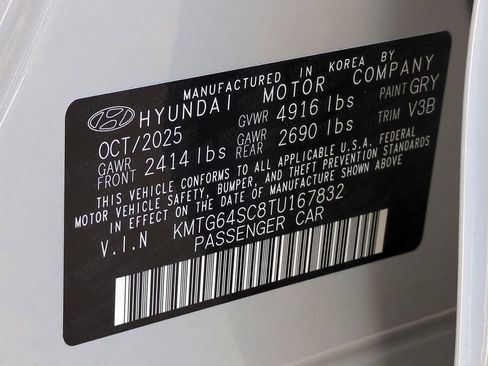 MANUFACTURED IN KOREA BY
HYUNDAI MOTOR COMPANY
OCT/2025 GVWR 4916 lbs PAINT GRY
GAWR FRONT 2414 lbs GAWR REAR 2690 lbs TRIM V3B
THIS VEHICLE CONFORMS TO ALL APPLICABLE U.S.A. FEDERAL
MOTOR VEHICLE SAFETY, BUMPER, AND THEFT PREVENTION STANDARDS
IN EFFECT ON THE DATE OF MANUFACTURE SHOWN ABOVE.
V.I.N KMTG64SC8TU167832
PASSENGER CAR